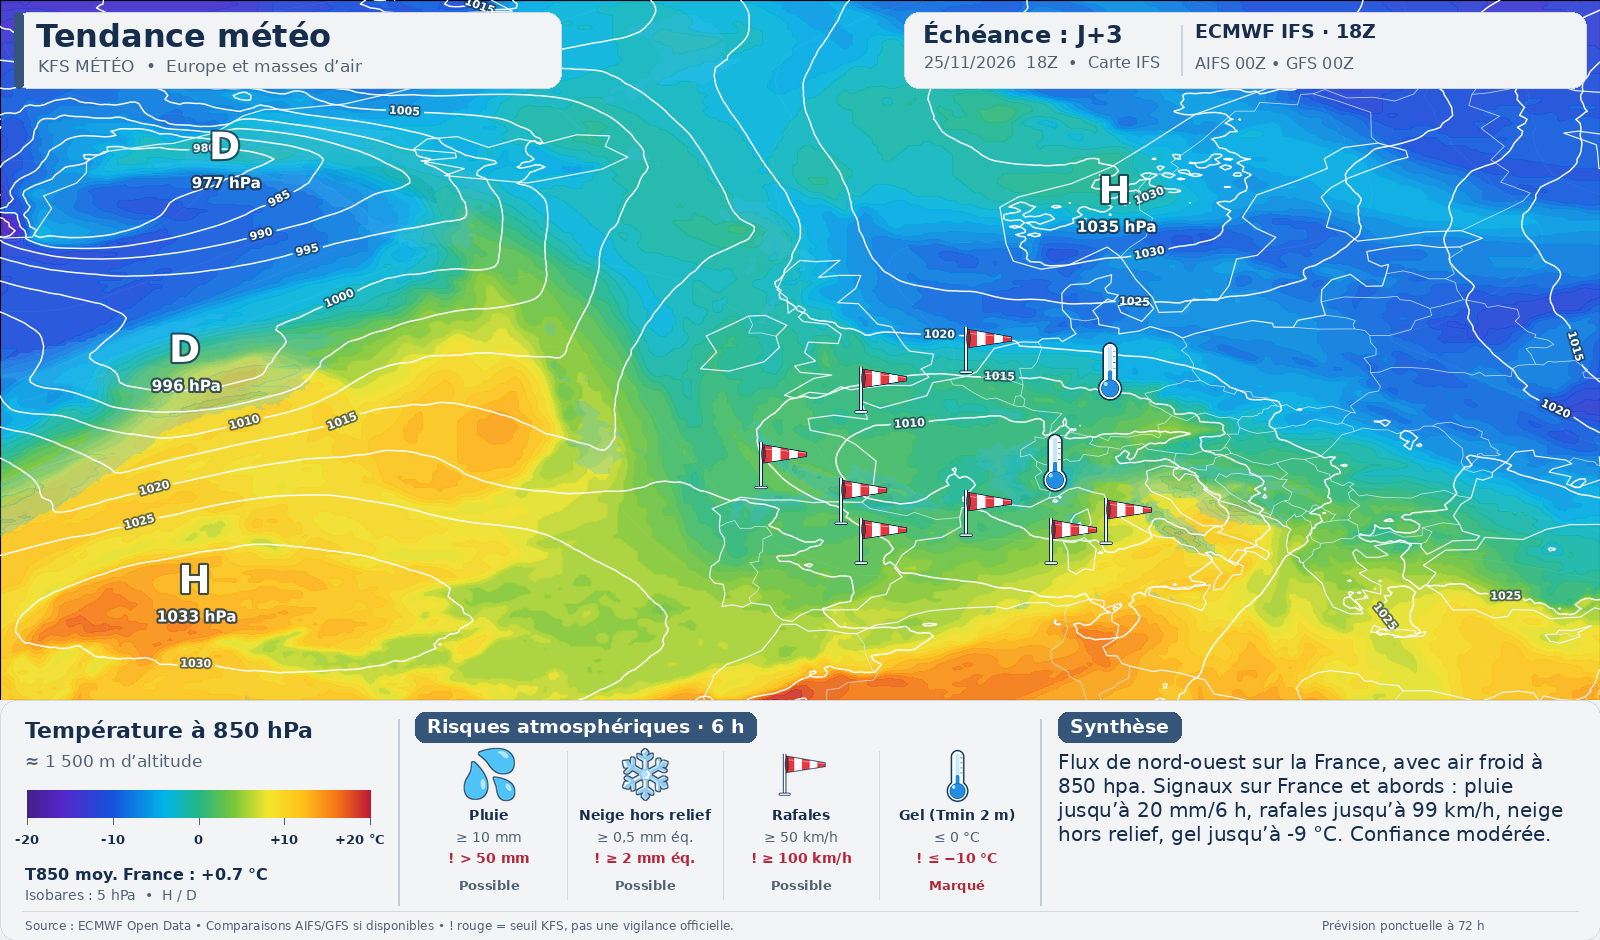 Tendance météo
KFS MÉTÉO • Europe et masses d’air
Échéance : J+3
25/11/2026 18Z • Carte IFS
ECMWF IFS · 18Z
AIFS 00Z • GFS 00Z
1015
1005
980
D
977 hPa
985
990
995
1000
H
1030
1035 hPa
1030
1025
1020
1015
1015
1010
1020
D
996 hPa
1010
1015
1020
1025
H
1033 hPa
1030
1025
1025
Température à 850 hPa
≈ 1 500 m d’altitude
-20 -10 0 +10 +20 °C
T850 moy. France : +0.7 °C
Isobares : 5 hPa • H / D
Risques atmosphériques · 6 h
Pluie
≥ 10 mm
! > 50 mm
Possible
Neige hors relief
≥ 0,5 mm éq.
! ≥ 2 mm éq.
Possible
Rafales
≥ 50 km/h
! ≥ 100 km/h
Possible
Gel (Tmin 2 m)
≤ 0 °C
! ≤ −10 °C
Marqué
Synthèse
Flux de nord-ouest sur la France, avec air froid à
850 hpa. Signaux sur France et abords : pluie
jusqu’à 20 mm/6 h, rafales jusqu’à 99 km/h, neige
hors relief, gel jusqu’à -9 °C. Confiance modérée.
Source : ECMWF Open Data • Comparaisons AIFS/GFS si disponibles • ! rouge = seuil KFS, pas une vigilance officielle.
Prévision ponctuelle à 72 h